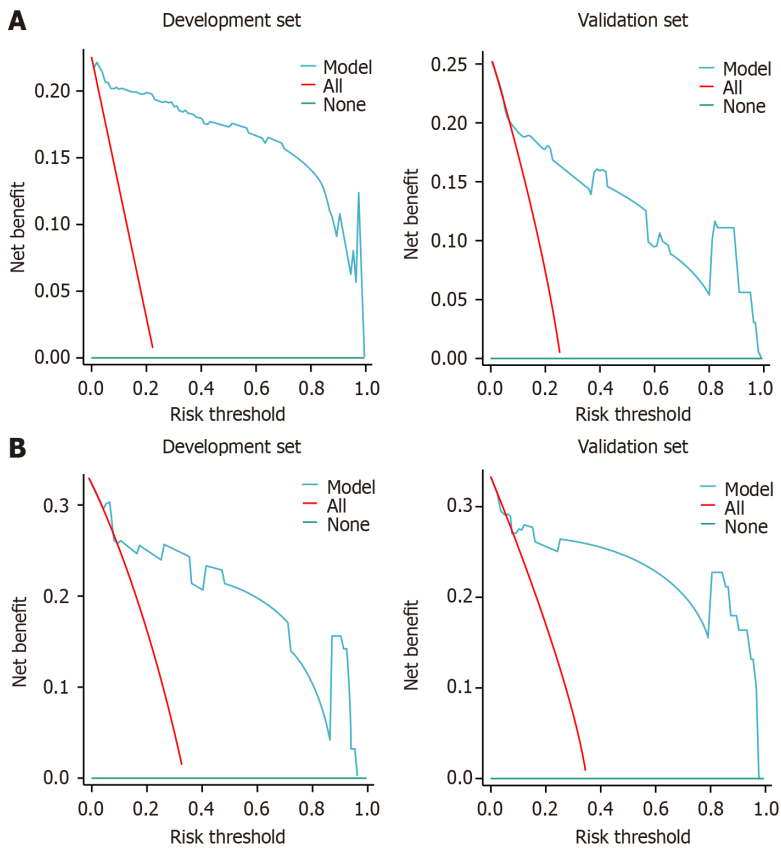 A
Development set
Net benefit
0.20
0.15
0.10
0.05
0.00
Model
All
None
0.0 0.2 0.4 0.6 0.8 1.0
Risk threshold
Validation set
Net benefit
0.25
0.20
0.15
0.10
0.05
0.00
Model
All
None
0.0 0.2 0.4 0.6 0.8 1.0
Risk threshold
B
Development set
Net benefit
0.3
0.2
0.1
0.0
Model
All
None
0.0 0.2 0.4 0.6 0.8 1.0
Risk threshold
Validation set
Net benefit
0.3
0.2
0.1
0.0
Model
All
None
0.0 0.2 0.4 0.6 0.8 1.0
Risk threshold